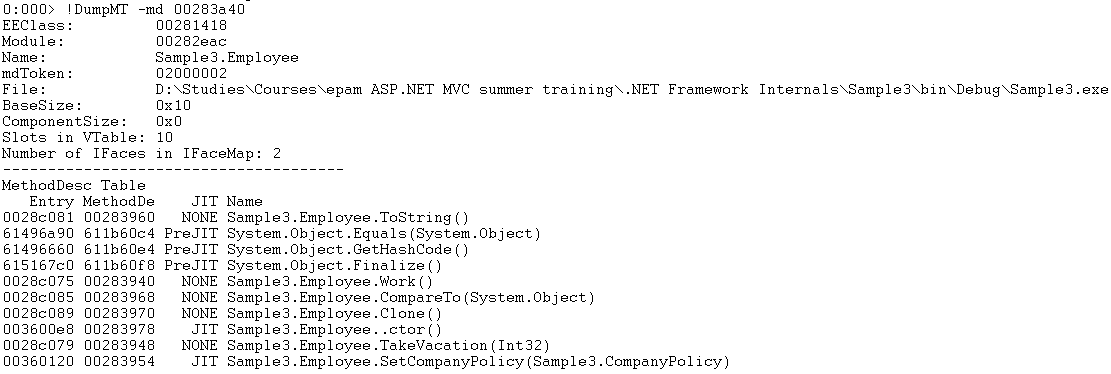 0:000> !DumpMT -md 00283a40
EEClass: 00281418
Module: 00282eac
Name: Sample3.Employee
mdToken: 02000002
File: D:\Studies\Courses\epam ASP.NET MVC summer training\.NET Framework Internals\Sample3\bin\Debug\Sample3.exe
BaseSize: 0x10
ComponentSize: 0x0
Slots in VTable: 10
Number of IFaces in IFaceMap: 2
--------------------------------------
MethodDesc Table
Entry MethodDe JIT Name
0028c081 00283960 NONE Sample3.Employee.ToString()
61496a90 611b60c4 PreJIT System.Object.Equals(System.Object)
61496660 611b60e4 PreJIT System.Object.GetHashCode()
615167c0 611b60f8 PreJIT System.Object.Finalize()
0028c075 00283940 NONE Sample3.Employee.Work()
0028c085 00283968 NONE Sample3.Employee.CompareTo(System.Object)
0028c089 00283970 NONE Sample3.Employee.Clone()
003600e8 00283978 JIT Sample3.Employee..ctor()
0028c079 00283948 NONE Sample3.Employee.TakeVacation(Int32)
00360120 00283954 JIT Sample3.Employee.SetCompanyPolicy(Sample3.CompanyPolicy)